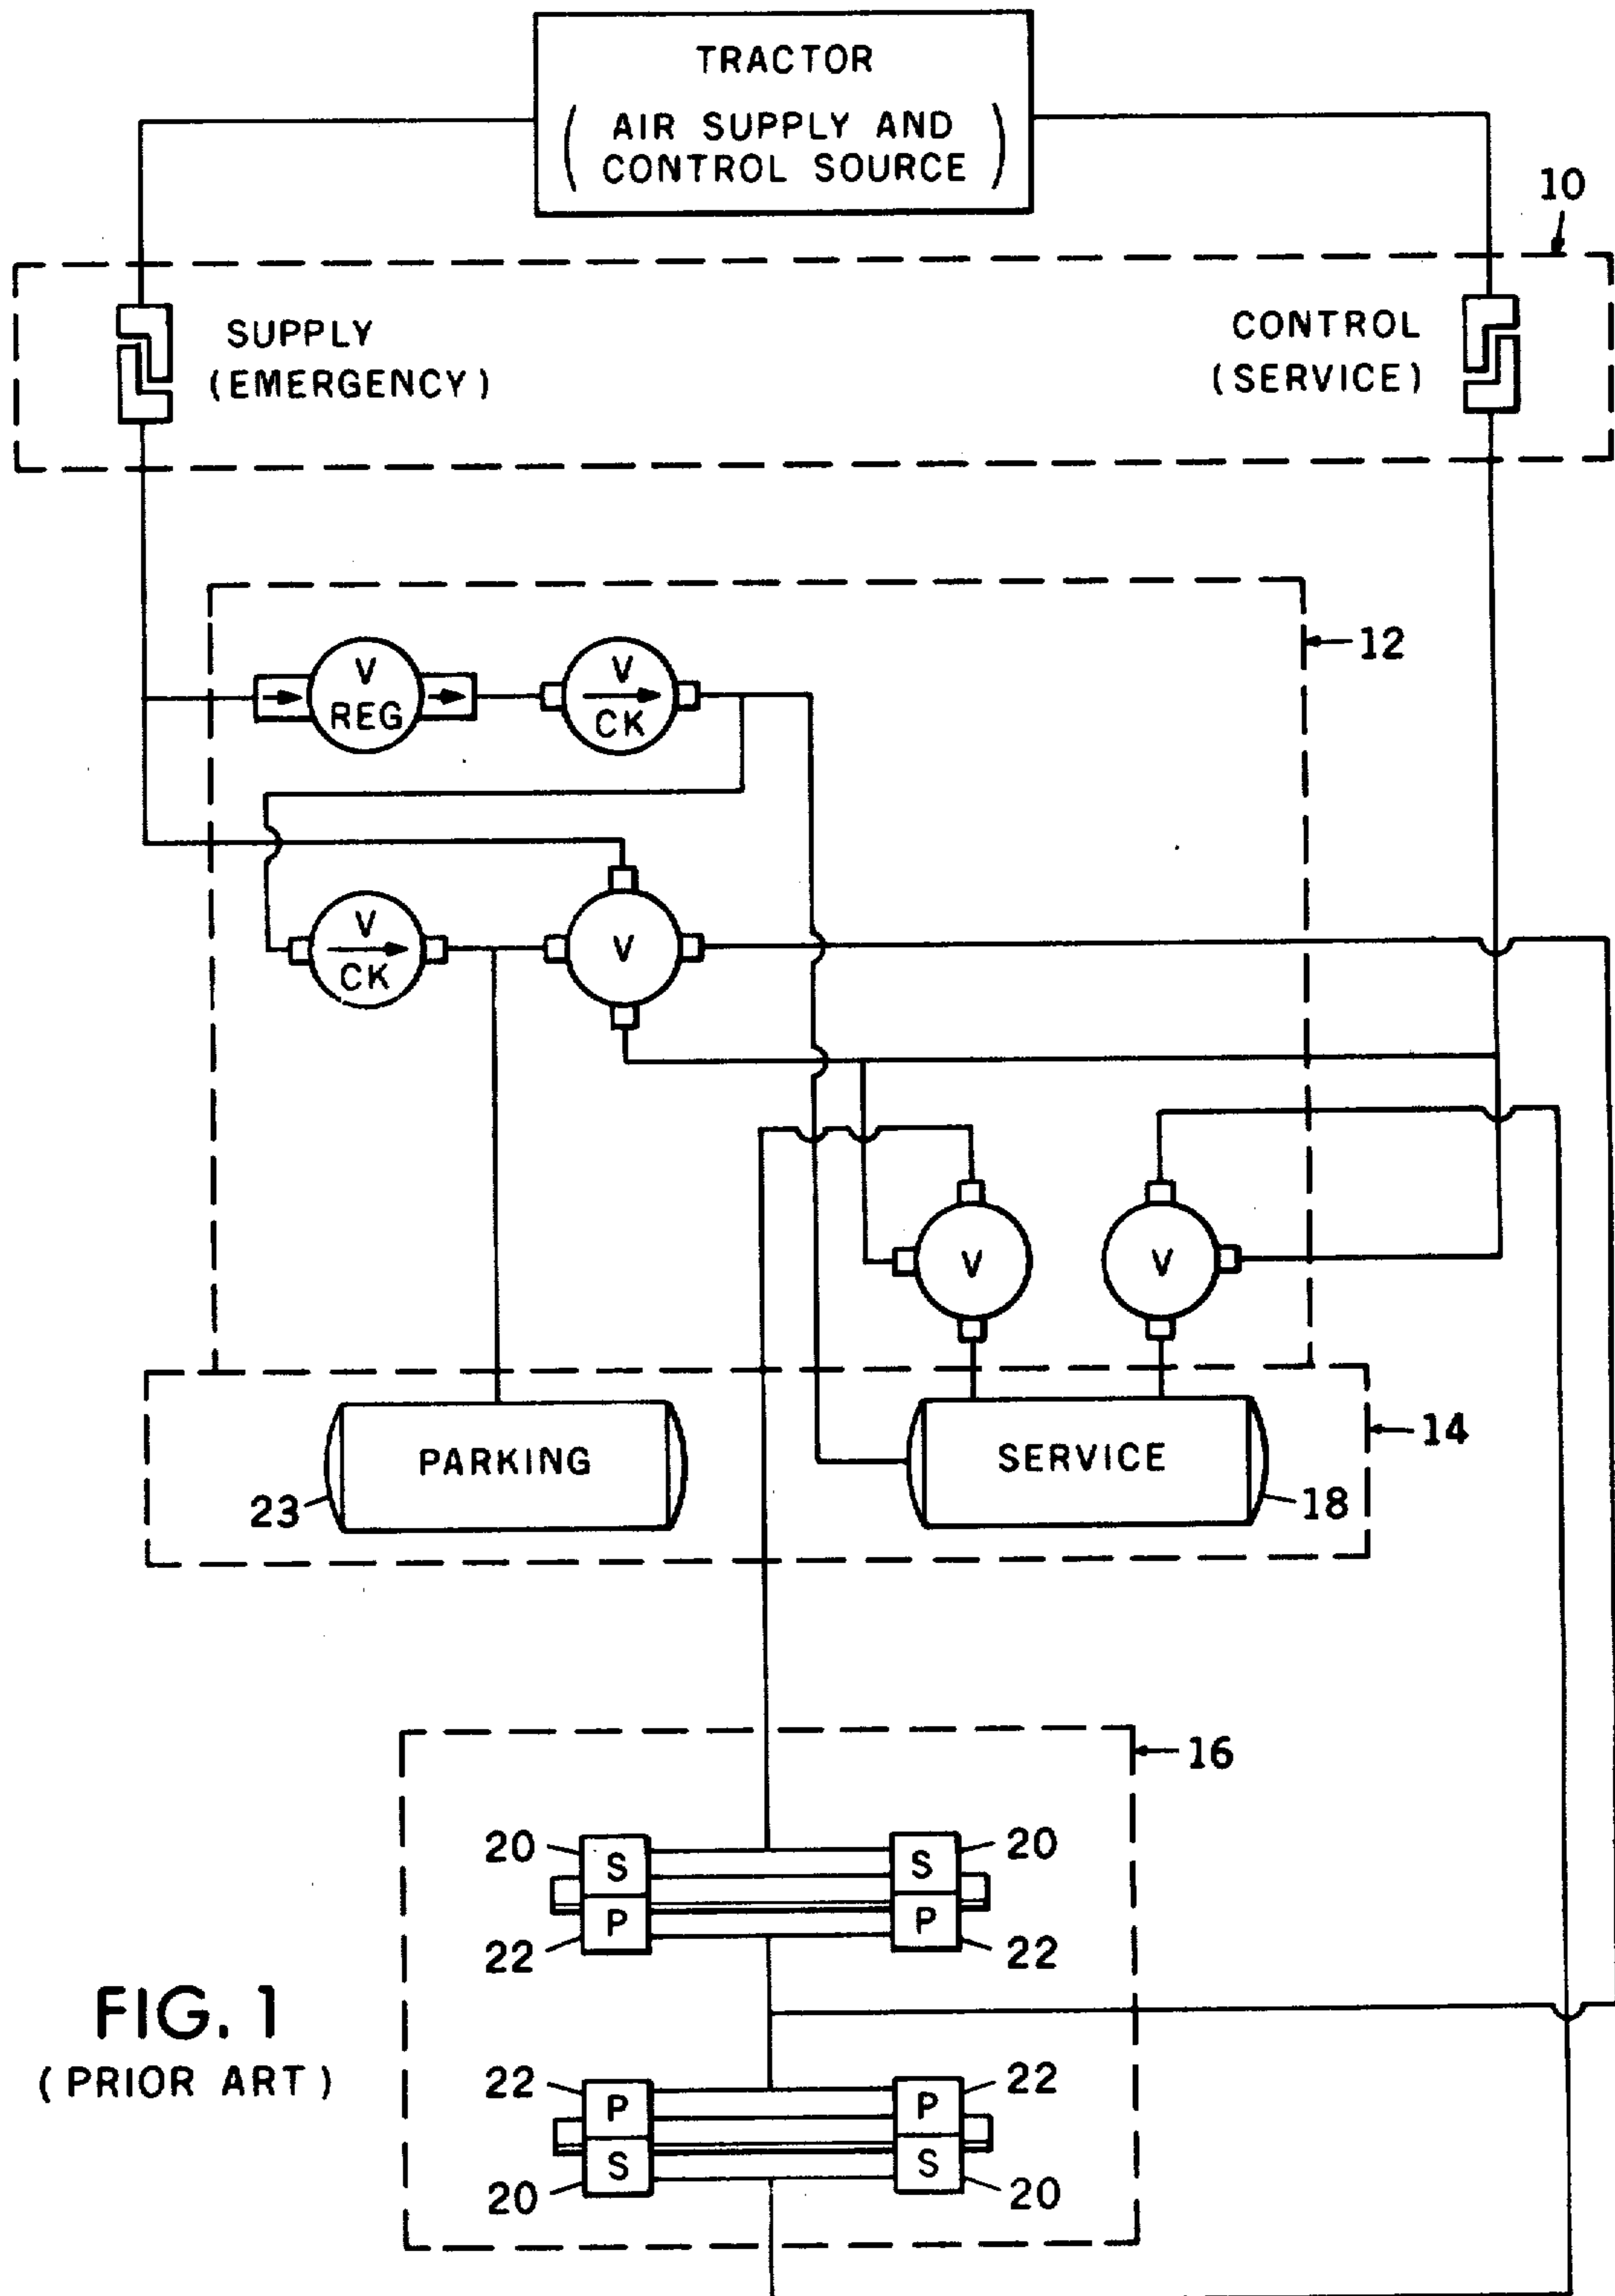 TRACTOR
( AIR SUPPLY AND
CONTROL SOURCE )
10
SUPPLY
(EMERGENCY)
CONTROL
(SERVICE)
12
V
REG
V
CK
V
CK
V
V
V
14
PARKING
SERVICE
23
18
16
20
S
S
20
P
P
22
22
FIG. 1
(PRIOR ART)
22
P
P
22
S
S
20
20